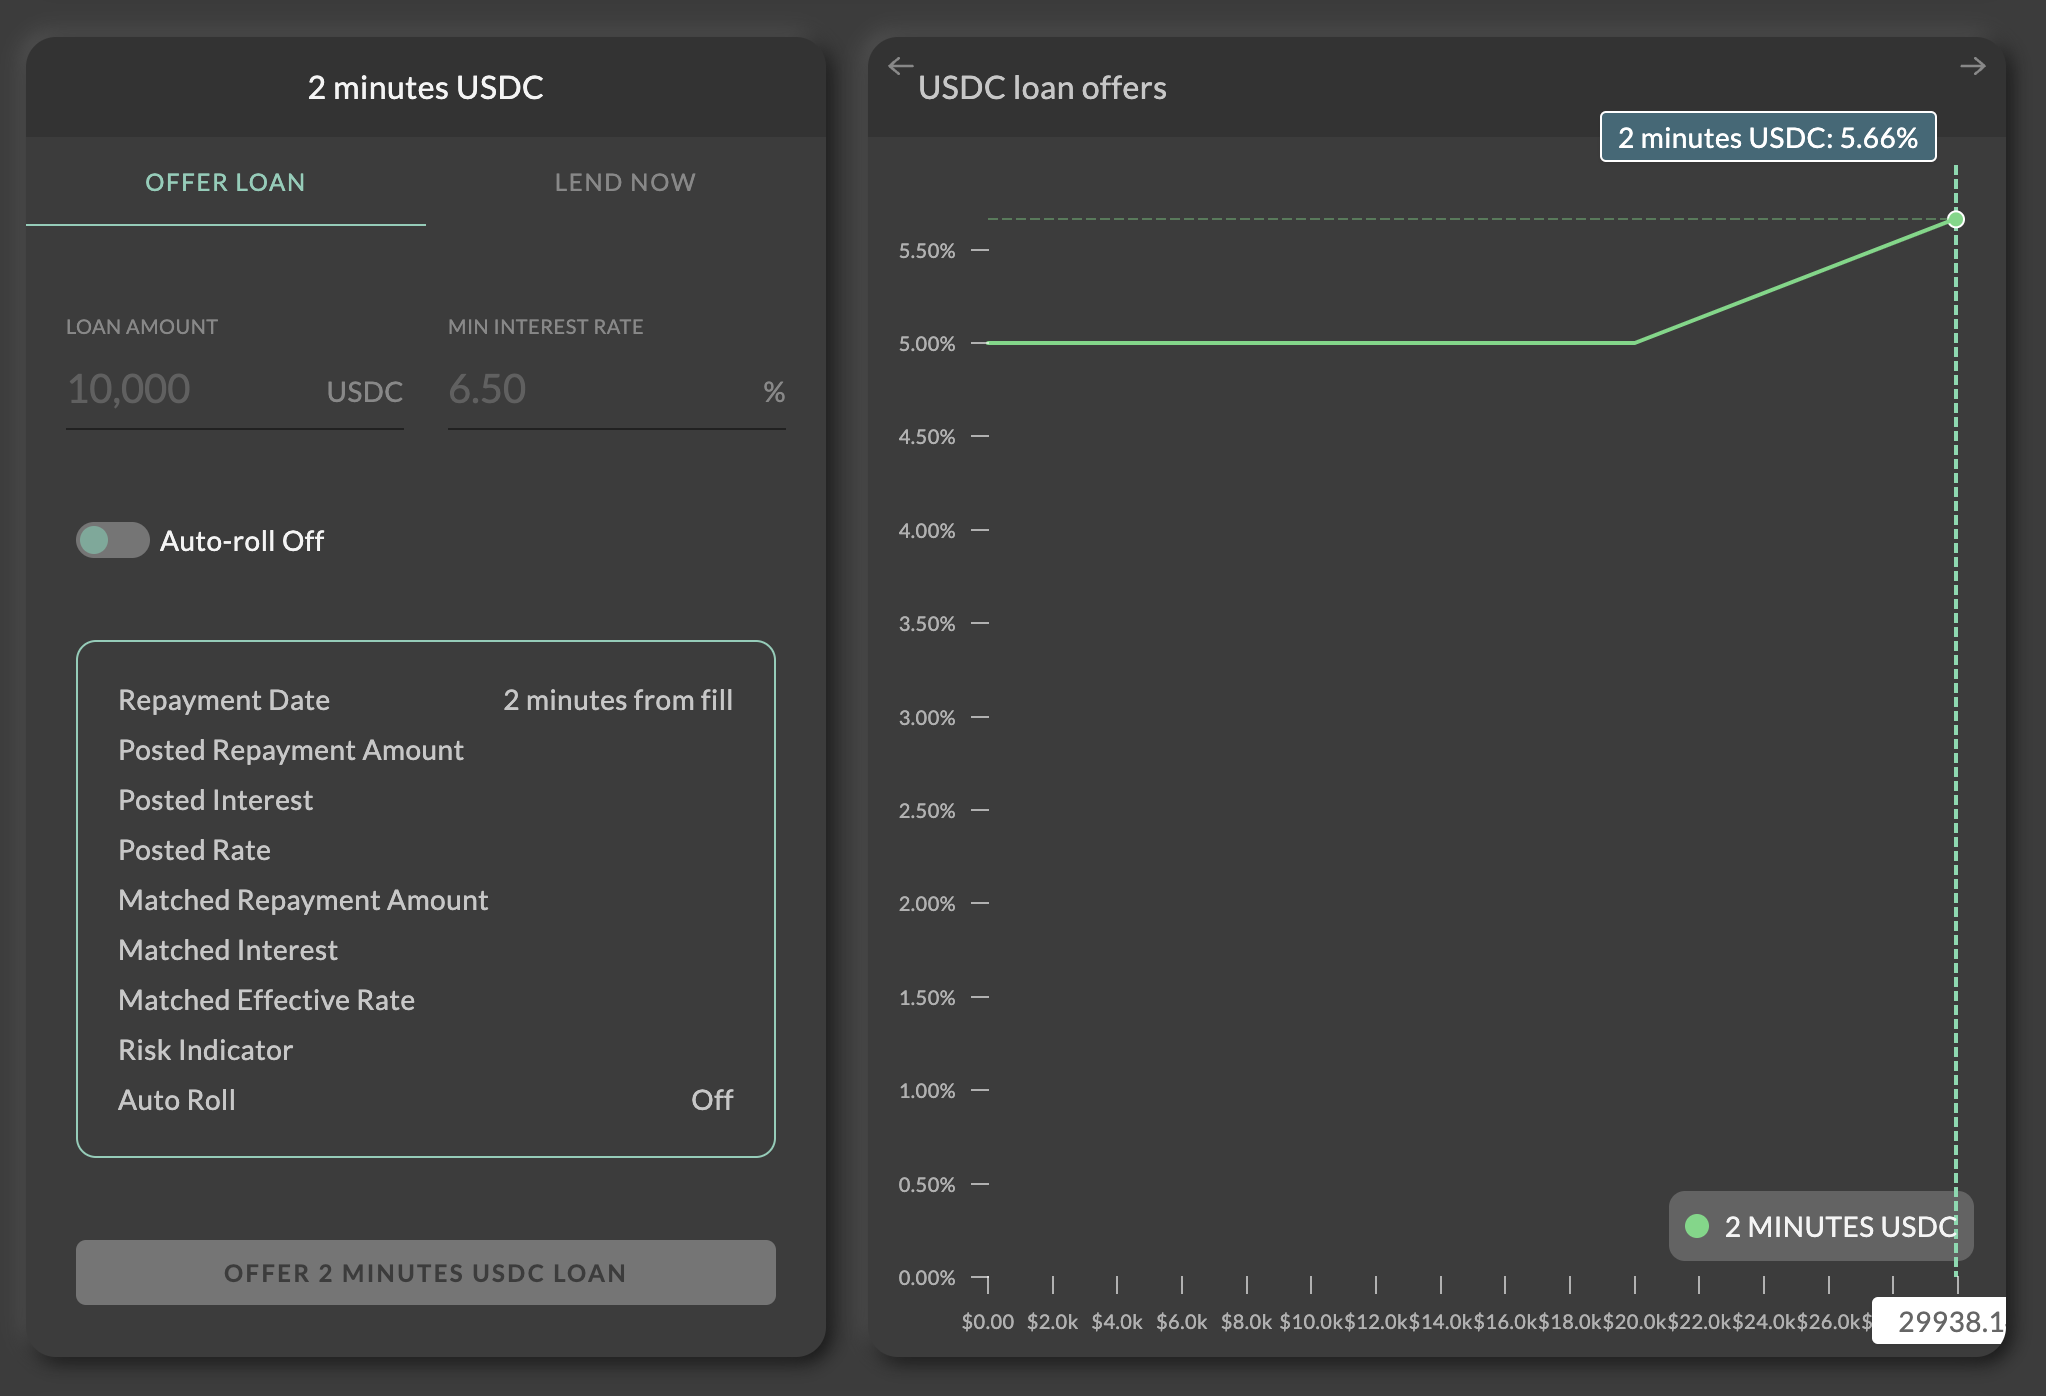 2 minutes USDC
OFFER LOAN
LEND NOW
LOAN AMOUNT
MIN INTEREST RATE
10,000
USDC
6.50
%
Auto-roll Off
Repayment Date
2 minutes from fill
Posted Repayment Amount
Posted Interest
Posted Rate
Matched Repayment Amount
Matched Interest
Matched Effective Rate
Risk Indicator
Auto Roll
Off
OFFER 2 MINUTES USDC LOAN
USDC loan offers
2 minutes USDC: 5.66%
5.50%
5.00%
4.50%
4.00%
3.50%
3.00%
2.50%
2.00%
1.50%
1.00%
0.50%
0.00%
2 MINUTES USDC
$0.00 $2.0k $4.0k $6.0k $8.0k $10.0k $12.0k $14.0k $16.0k $18.0k $20.0k $22.0k $24.0k $26.0k $
29938.1